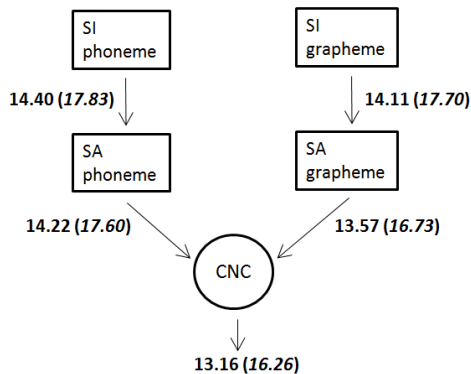 SI
phoneme
SI
grapheme
14.40 (17.83)
14.11 (17.70)
SA
phoneme
SA
grapheme
14.22 (17.60)
13.57 (16.73)
CNC
13.16 (16.26)